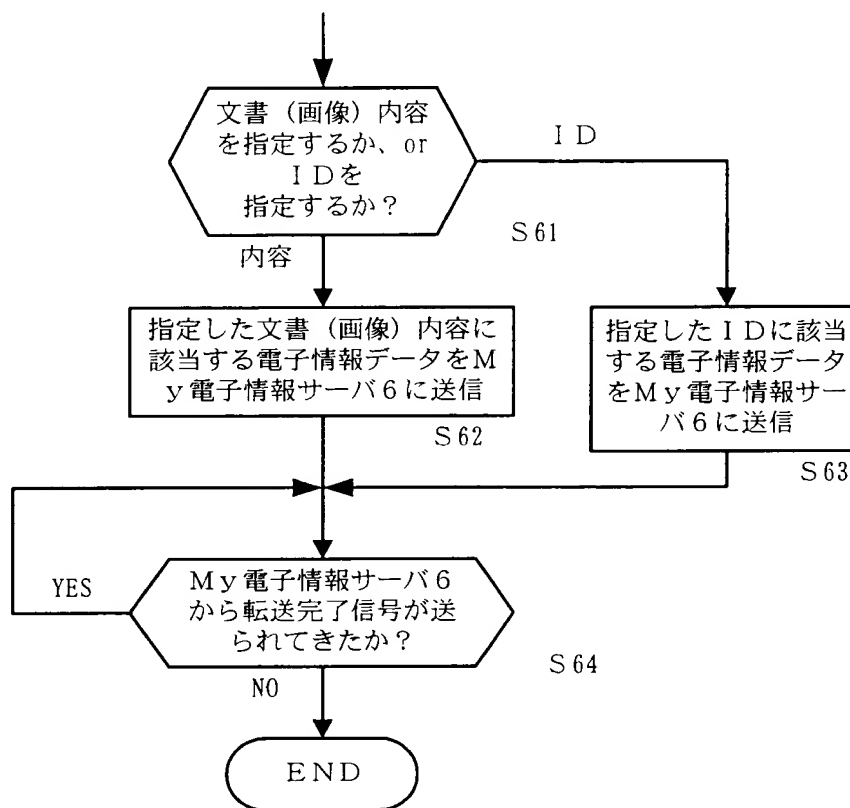 文書（画像）内容
を指定するか、or
ＩＤを
指定するか？
ＩＤ
Ｓ61
内容
指定した文書（画像）内容に
該当する電子情報データをＭ
ｙ電子情報サーバ６に送信
Ｓ62
指定したＩＤに該当
する電子情報データ
をＭｙ電子情報サー
バ６に送信
Ｓ63
Ｍｙ電子情報サーバ６
から転送完了信号が送
られてきたか？
YES
Ｓ64
NO
ＥＮＤ